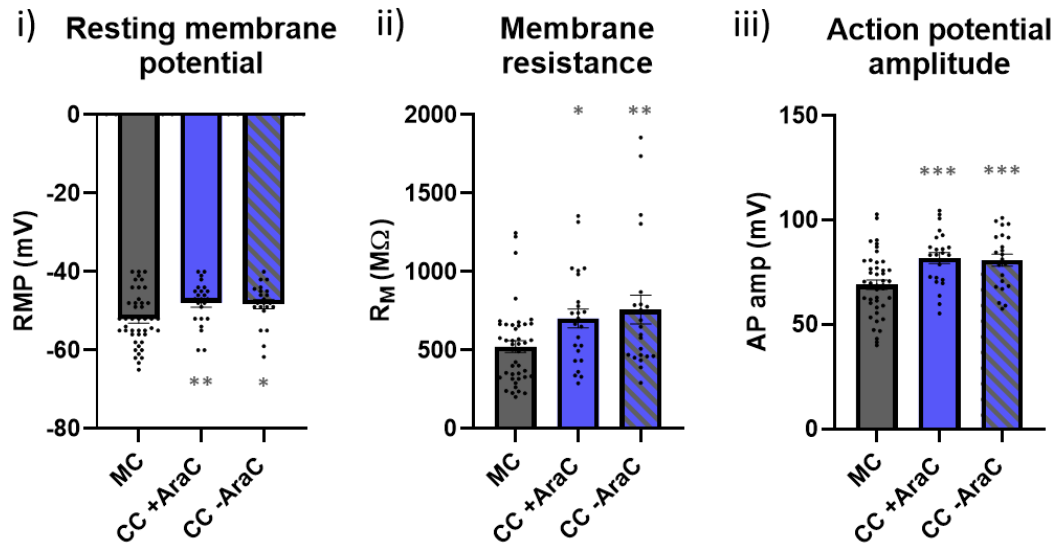 i) Resting membrane
potential
RMP (mV)
0
-20
-40
-60
-80
** *
MC
CC +AraC
CC -AraC
ii) Membrane
resistance
R_M (MΩ)
2000
1500
1000
500
0
* **
MC
CC +AraC
CC -AraC
iii) Action potential
amplitude
AP amp (mV)
150
100
50
0
*** ***
MC
CC +AraC
CC -AraC